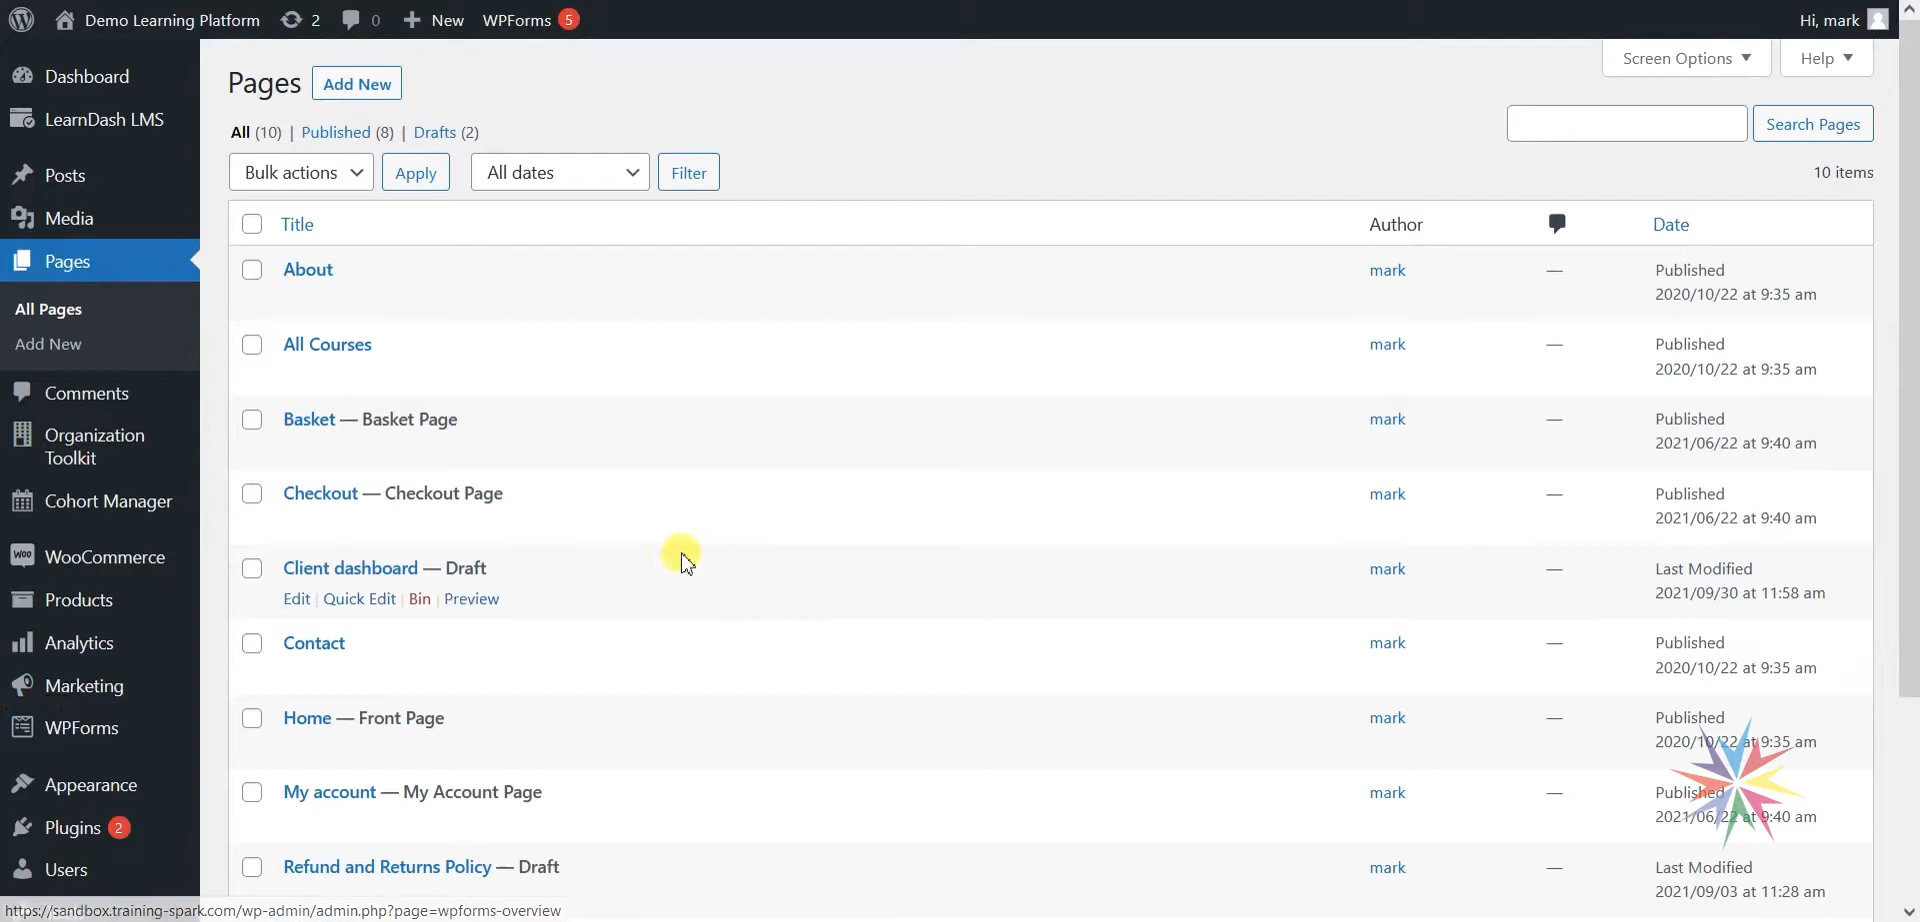 Demo Learning Platform 2 0 New WPForms 5 Hi, mark
Dashboard
LearnDash LMS
Posts
Media
Pages
All Pages
Add New
Comments
Organization
Toolkit
Cohort Manager
WOO WooCommerce
Products
Analytics
Marketing
WPForms
Appearance
Plugins 2
Users
Screen Options Help
Pages Add New
All (10) | Published (8) | Drafts (2)
Search Pages
Bulk actions Apply All dates Filter 10 items
Title Author Date
About mark — Published
2020/10/22 at 9:35 am
All Courses mark — Published
2020/10/22 at 9:35 am
Basket — Basket Page mark — Published
2021/06/22 at 9:40 am
Checkout — Checkout Page mark — Published
2021/06/22 at 9:40 am
Client dashboard — Draft mark — Last Modified
Edit | Quick Edit | Bin | Preview 2021/09/30 at 11:58 am
Contact mark — Published
2020/10/22 at 9:35 am
Home — Front Page mark — Published
2020/10/22 at 9:35 am
My account — My Account Page mark — Published
2021/06/22 at 9:40 am
Refund and Returns Policy — Draft mark — Last Modified
2021/09/03 at 11:28 am
https://sandbox.training-spark.com/wp-admin/admin.php?page=wpforms-overview